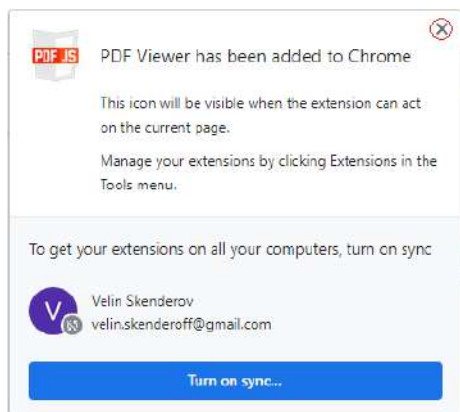 PDF JS
PDF Viewer has been added to Chrome
This icon will be visible when the extension can act
on the current page.
Manage your extensions by clicking Extensions in the
Tools menu.
To get your extensions on all your computers, turn on sync
V
Velin Skenderov
velin.skenderoff@gmail.com
Turn on sync...